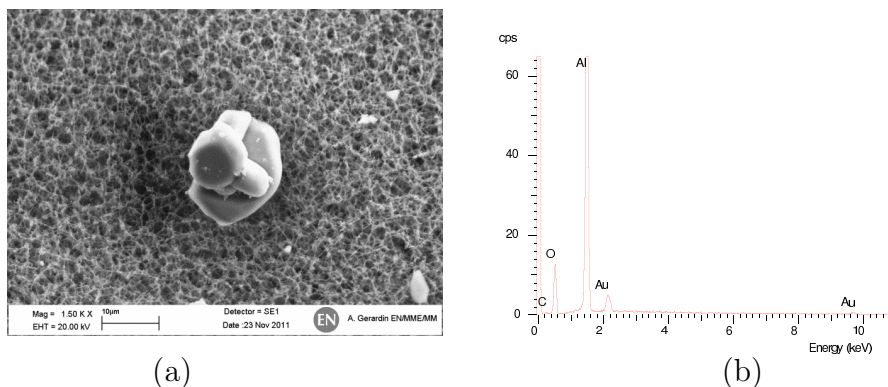 Mag = 1.50 K X
10µm
Detector = SE1
EN
A. Gerardin EN/MME/MM
EHT = 20.00 kV
Date :23 Nov 2011
(a)
cps
60
40
20
0
Al
O
C
Au
Au
0 2 4 6 8 10
Energy (keV)
(b)